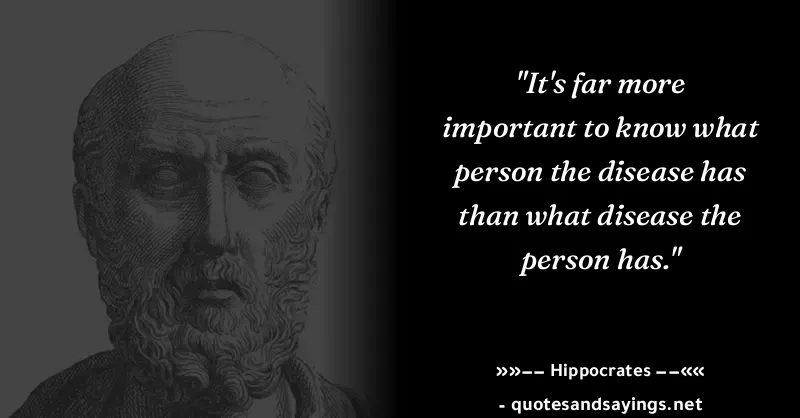 "It's far more
important to know what
person the disease has
than what disease the
person has."
»»−− Hippocrates −−««
- quotesandsayings.net